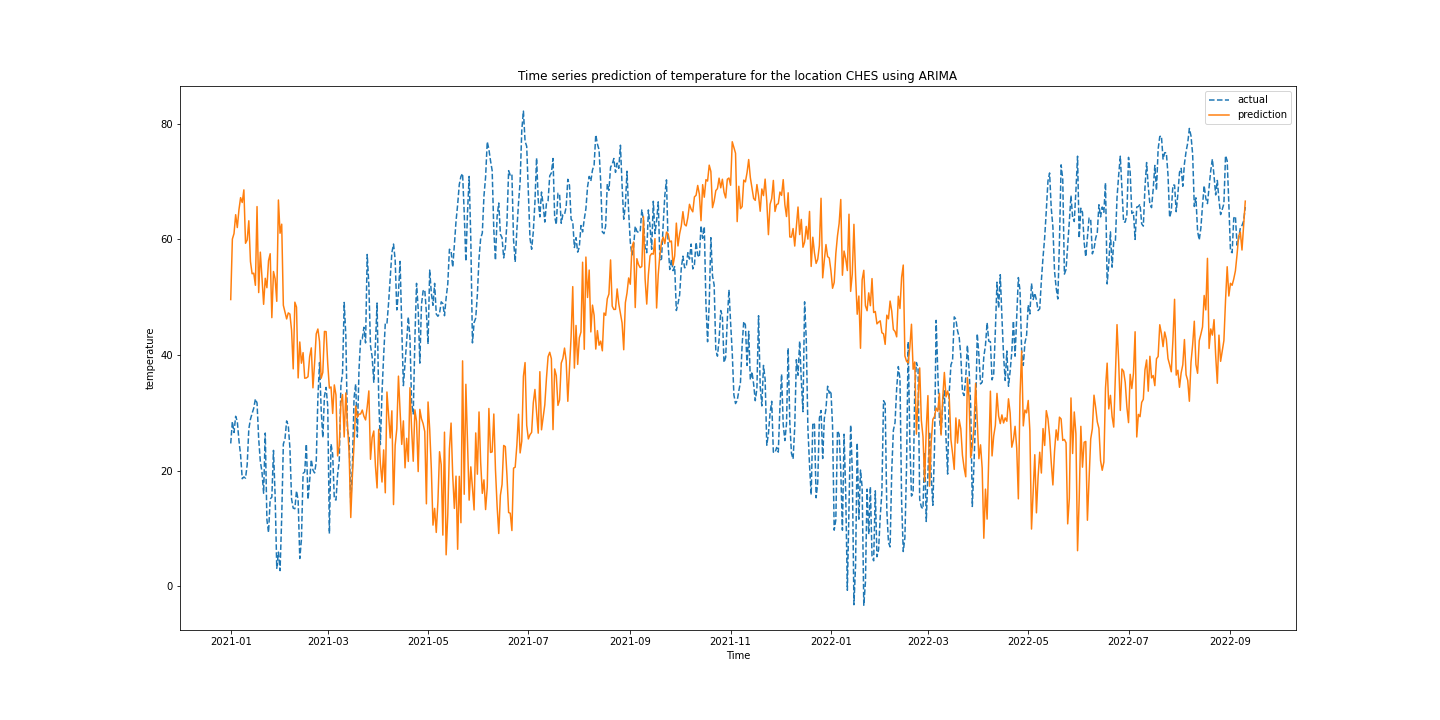 Time series prediction of temperature for the location CHES using ARIMA
actual
prediction
temperature
80
60
40
20
0
2021-01 2021-03 2021-05 2021-07 2021-09 2021-11 2022-01 2022-03 2022-05 2022-07 2022-09
Time